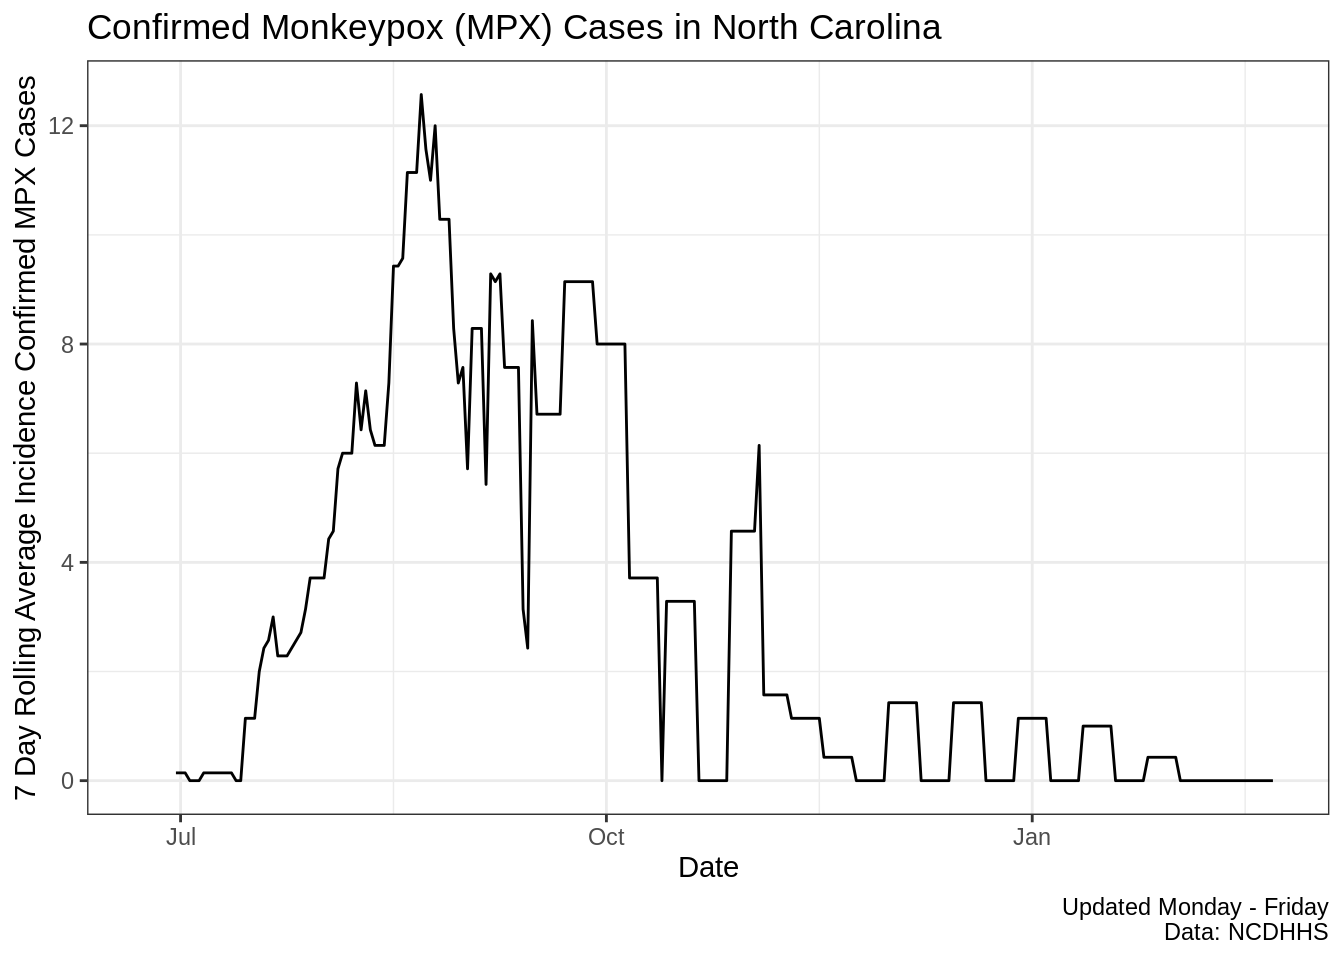 Confirmed Monkeypox (MPX) Cases in North Carolina
7 Day Rolling Average Incidence Confirmed MPX Cases
12
8
4
0
Jul Oct Jan
Date
Updated Monday - Friday
Data: NCDHHS